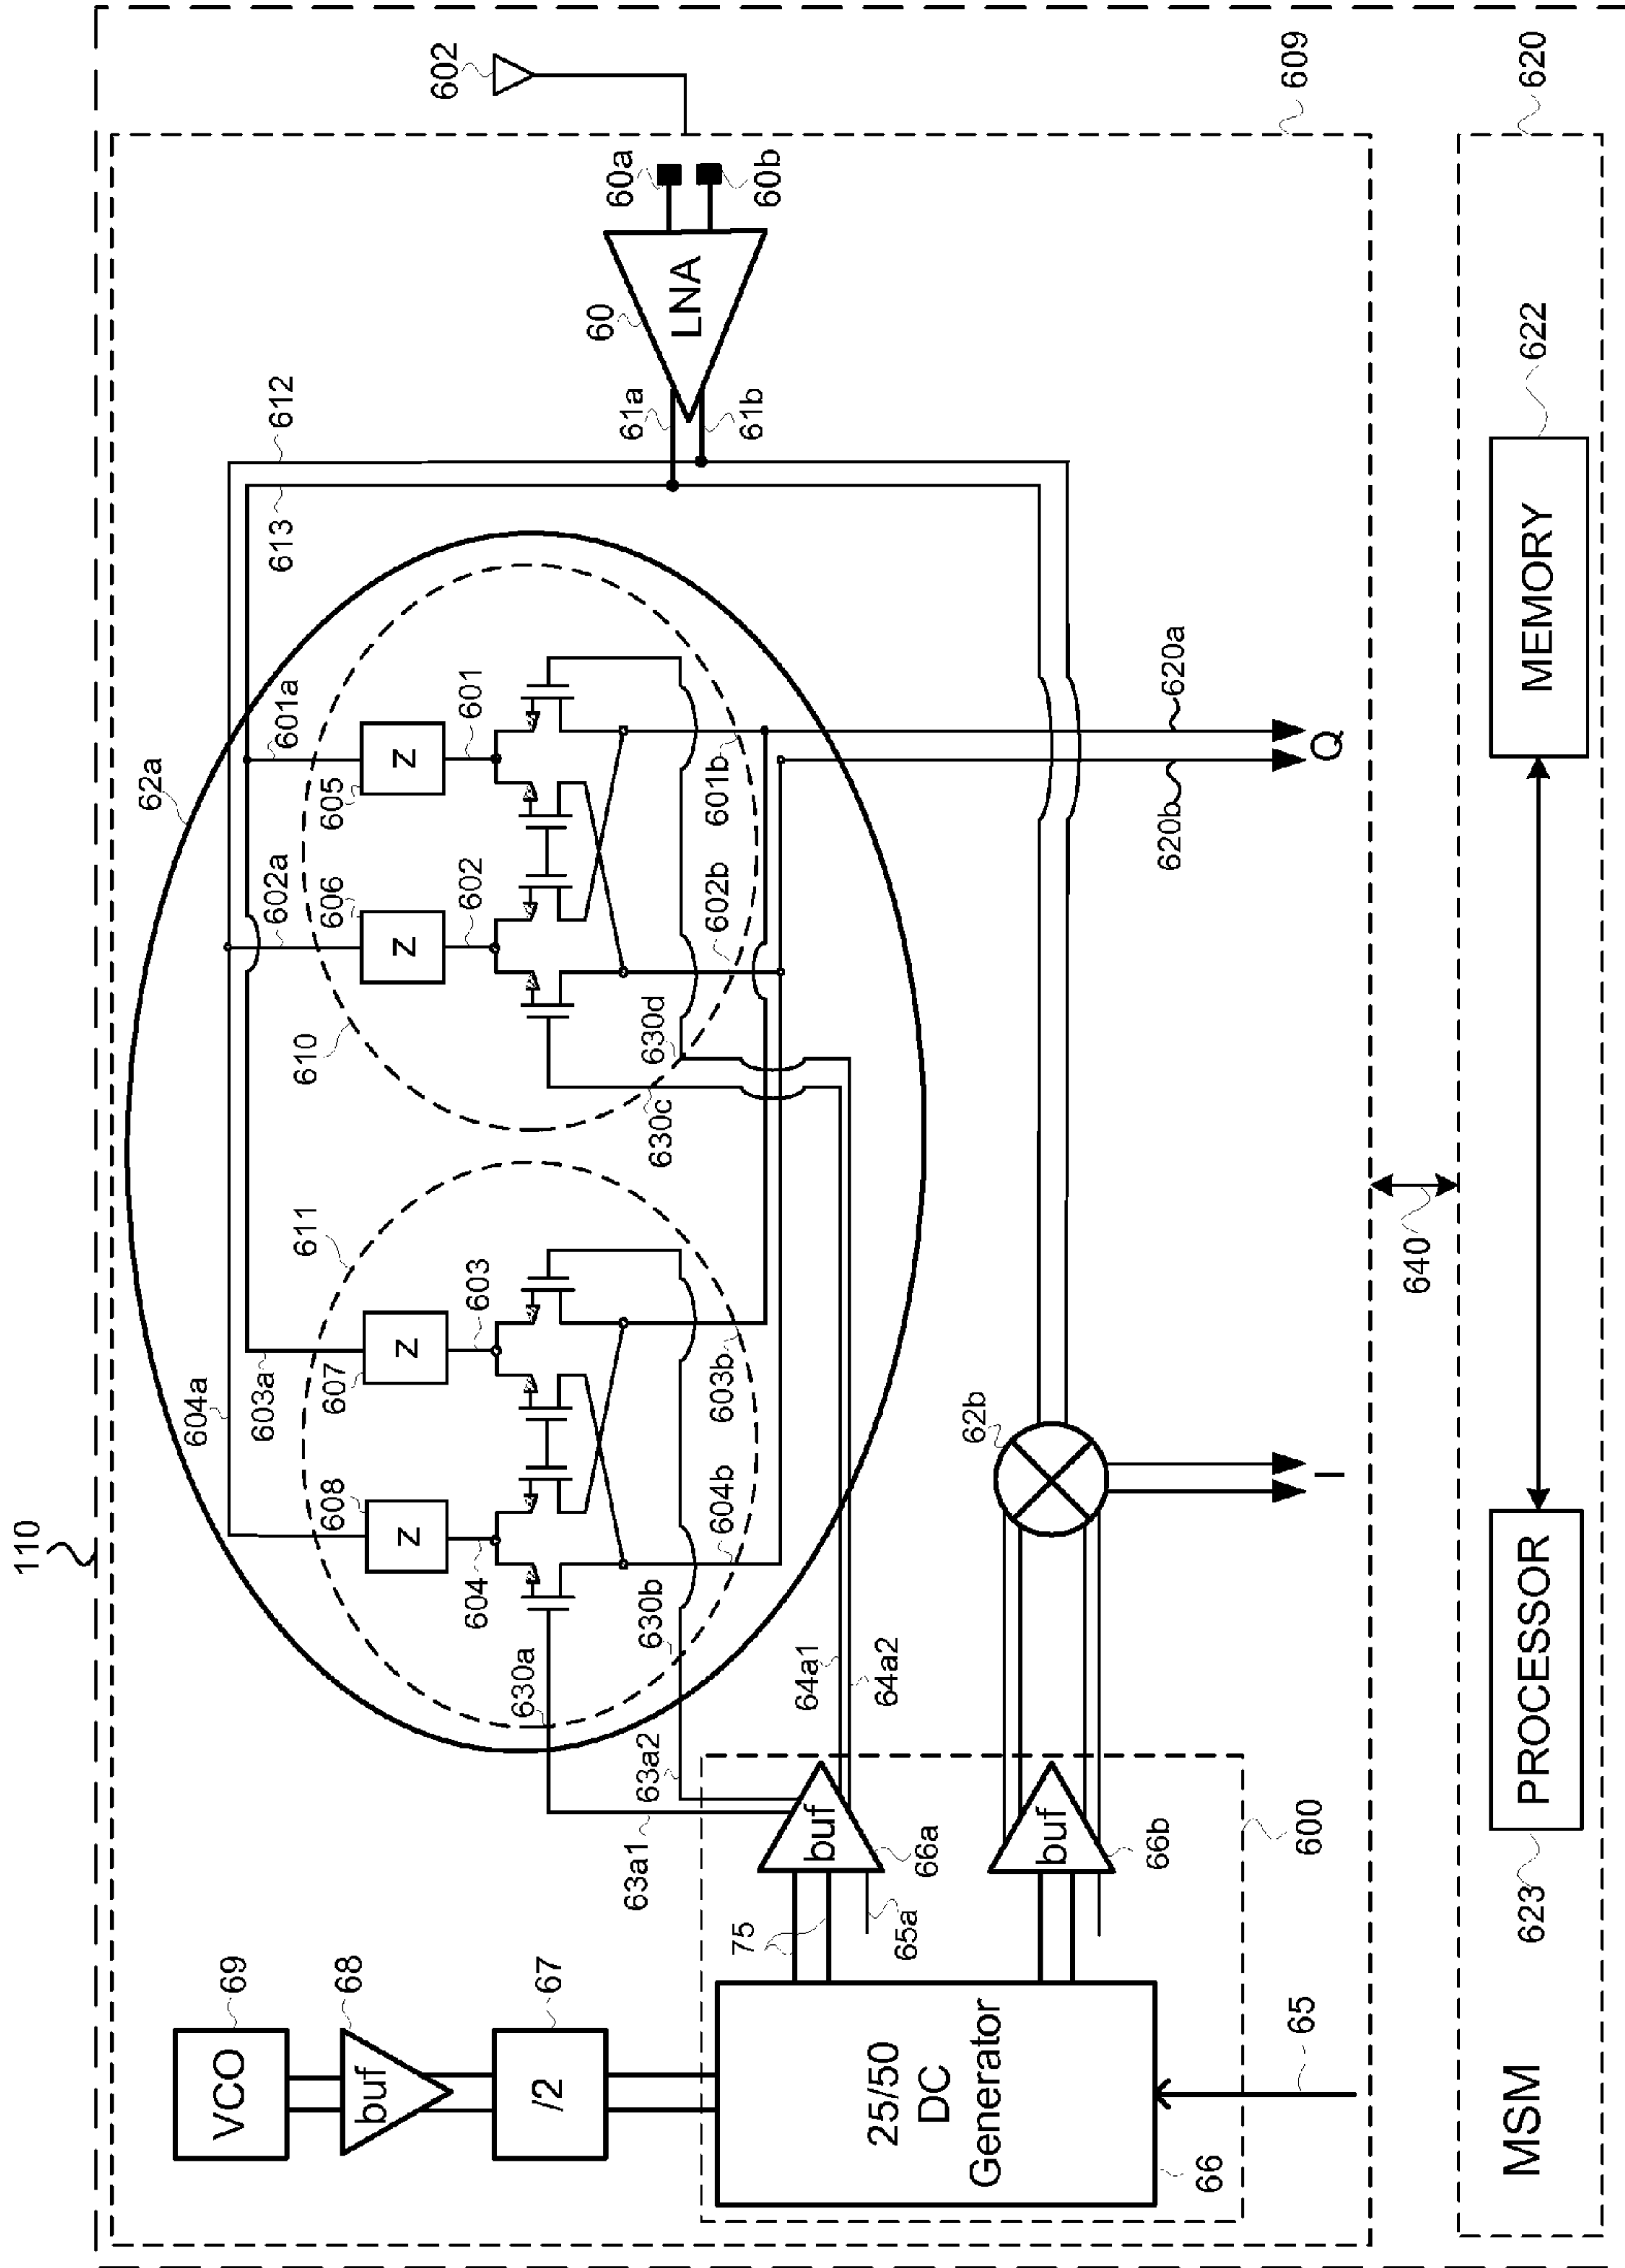 110
VCO
69
buf
68
/2
67
25/50
DC
Generator
66
65
75
65a
buf
66a
buf
66b
600
63a1
63a2
630a
630b
64a1
64a2
62a
604a
603a
608
Z
604
607
Z
603
611
604b
603b
610
602a
606
Z
602
601a
605
Z
601
602b
601b
630c
630d
62b
I
Q
620b
620a
613
612
61a
61b
60
LNA
60a
60b
602
609
640
620
MSM
PROCESSOR
623
MEMORY
622